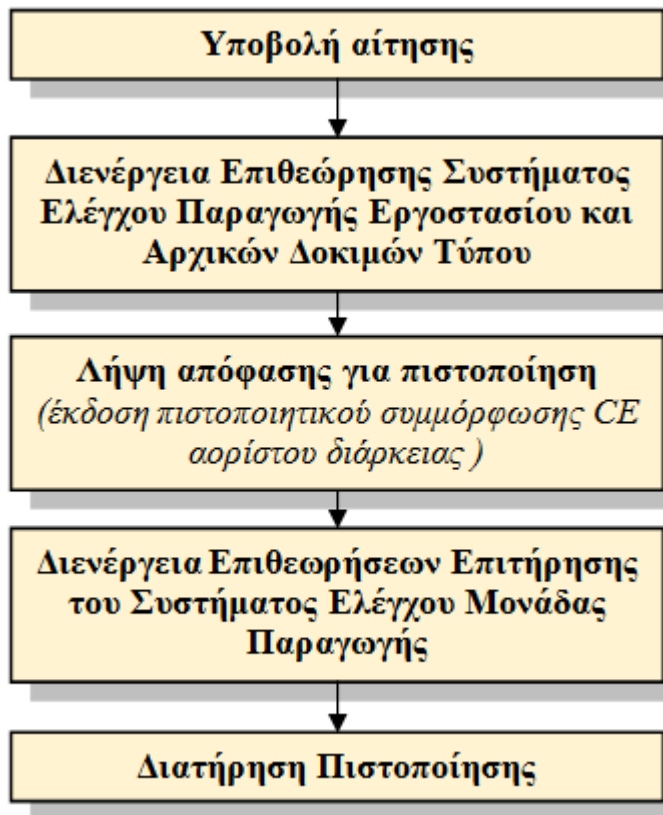 Υποβολή αίτησης
Διενέργεια Επιθεώρησης Συστήματος
Ελέγχου Παραγωγής Εργοστασίου και
Αρχικών Δοκιμών Τύπου
Λήψη απόφασης για πιστοποίηση
(έκδοση πιστοποιητικού συμμόρφωσης CE
αορίστου διάρκειας )
Διενέργεια Επιθεωρήσεων Επιτήρησης
του Συστήματος Ελέγχου Μονάδας
Παραγωγής
Διατήρηση Πιστοποίησης